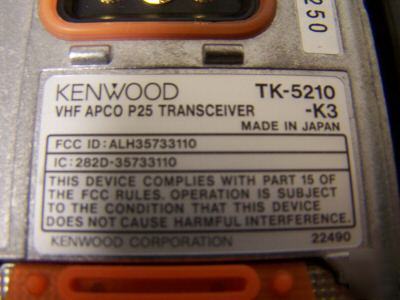 250
KENWOOD TK-5210
VHF APCO P25 TRANSCEIVER -K3
MADE IN JAPAN
FCC ID:ALH35733110
IC:282D-35733110
THIS DEVICE COMPLIES WITH PART 15 OF
THE FCC RULES. OPERATION IS SUBJECT
TO THE CONDITION THAT THIS DEVICE
DOES NOT CAUSE HARMFUL INTERFERENCE.
KENWOOD CORPORATION 22490